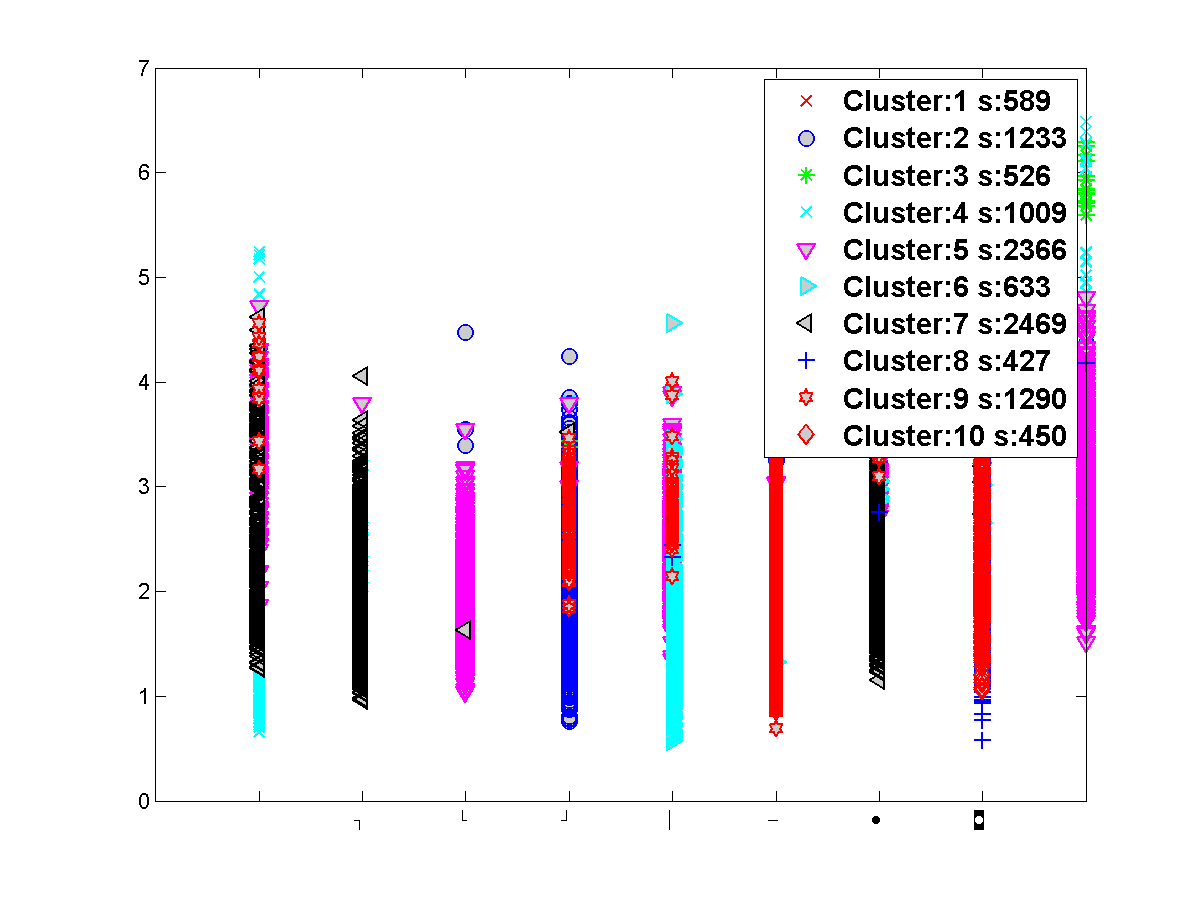 7
6
5
4
3
2
1
0
Cluster:1 s:589
Cluster:2 s:1233
Cluster:3 s:526
Cluster:4 s:1009
Cluster:5 s:2366
Cluster:6 s:633
Cluster:7 s:2469
Cluster:8 s:427
Cluster:9 s:1290
Cluster:10 s:450
┐ └ ┘ │ ─ • ◘